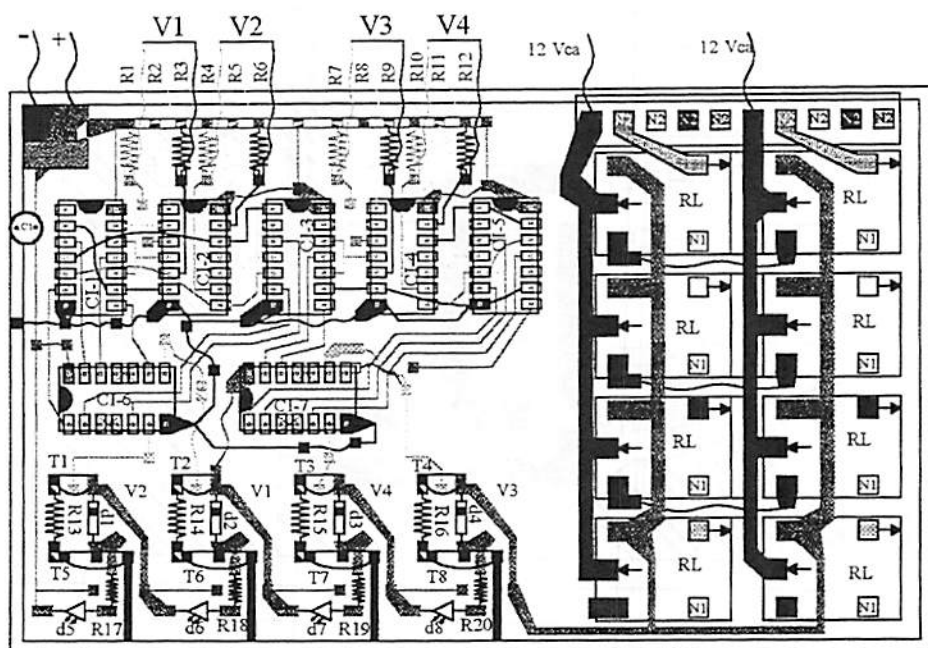 - + V1 V2 V3 V4 12 Vca 12 Vca
R1 R2 R3 R4 R5 R6 R7 R8 R9 R10 R11 R12
N2 N2 N2 N2 N2 N2
C1
CI-1 CI-2 CI-3 CI-4 CI-5
RL RL
N1 N1
RL RL
N1 N1
CI-6 CI-7
RL RL
N1 N1
T1 T2 T3 T4
V2 V1 V4 V3
R13 d1 R14 d2 R15 d3 R16 d4
RL RL
T5 T6 T7 T8
N1 N1
d5 R17 d6 R18 d7 R19 d8 R20